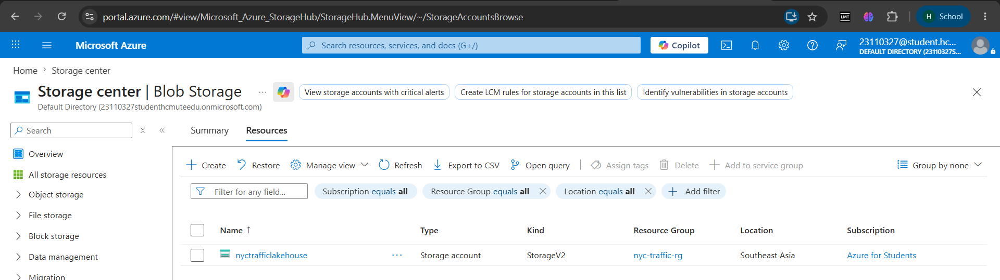 portal.azure.com/#view/Microsoft_Azure_StorageHub/StorageHub.MenuView/~/StorageAccountsBrowse
LMT
H School
Microsoft Azure
Search resources, services, and docs (G+/)
Copilot
23110327@student.hc...
DEFAULT DIRECTORY (23110327S...
Home > Storage center
Storage center | Blob Storage ...
View storage accounts with critical alerts
Create LCM rules for storage accounts in this list
Identify vulnerabilities in storage accounts
Default Directory (23110327studenthcmuteedu.onmicrosoft.com)
Search
Summary Resources
Overview
All storage resources
Object storage
File storage
Block storage
Data management
Migration
Create Restore Manage view Refresh Export to CSV Open query Assign tags Delete Add to service group Group by none
Filter for any field... Subscription equals all Resource Group equals all Location equals all Add filter
Name ↑ Type Kind Resource Group Location Subscription
nyctrafficlakehouse ... Storage account StorageV2 nyc-traffic-rg Southeast Asia Azure for Students